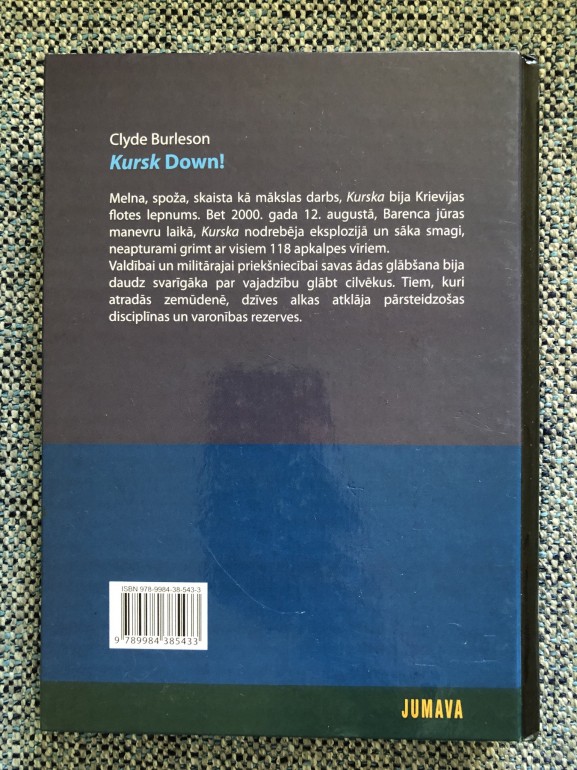 Clyde Burleson
Kursk Down!
Melna, spoža, skaista kā mākslas darbs, Kurska bija Krievijas
flotes lepnums. Bet 2000. gada 12. augustā, Barenca jūras
manevru laikā, Kurska nodrebēja eksplozijā un sāka smagi,
neapturami grimt ar visiem 118 apkalpes vīriem.
Valdībai un militārajai priekšniecībai savas ādas glābšana bija
daudz svarīgāka par vajadzību glābt cilvēkus. Tiem, kuri
atradās zemūdenē, dzīves alkas atklāja pārsteidzošas
disciplīnas un varonības rezerves.
ISBN 978-9984-38-543-3
9 789984 385433
JUMAVA